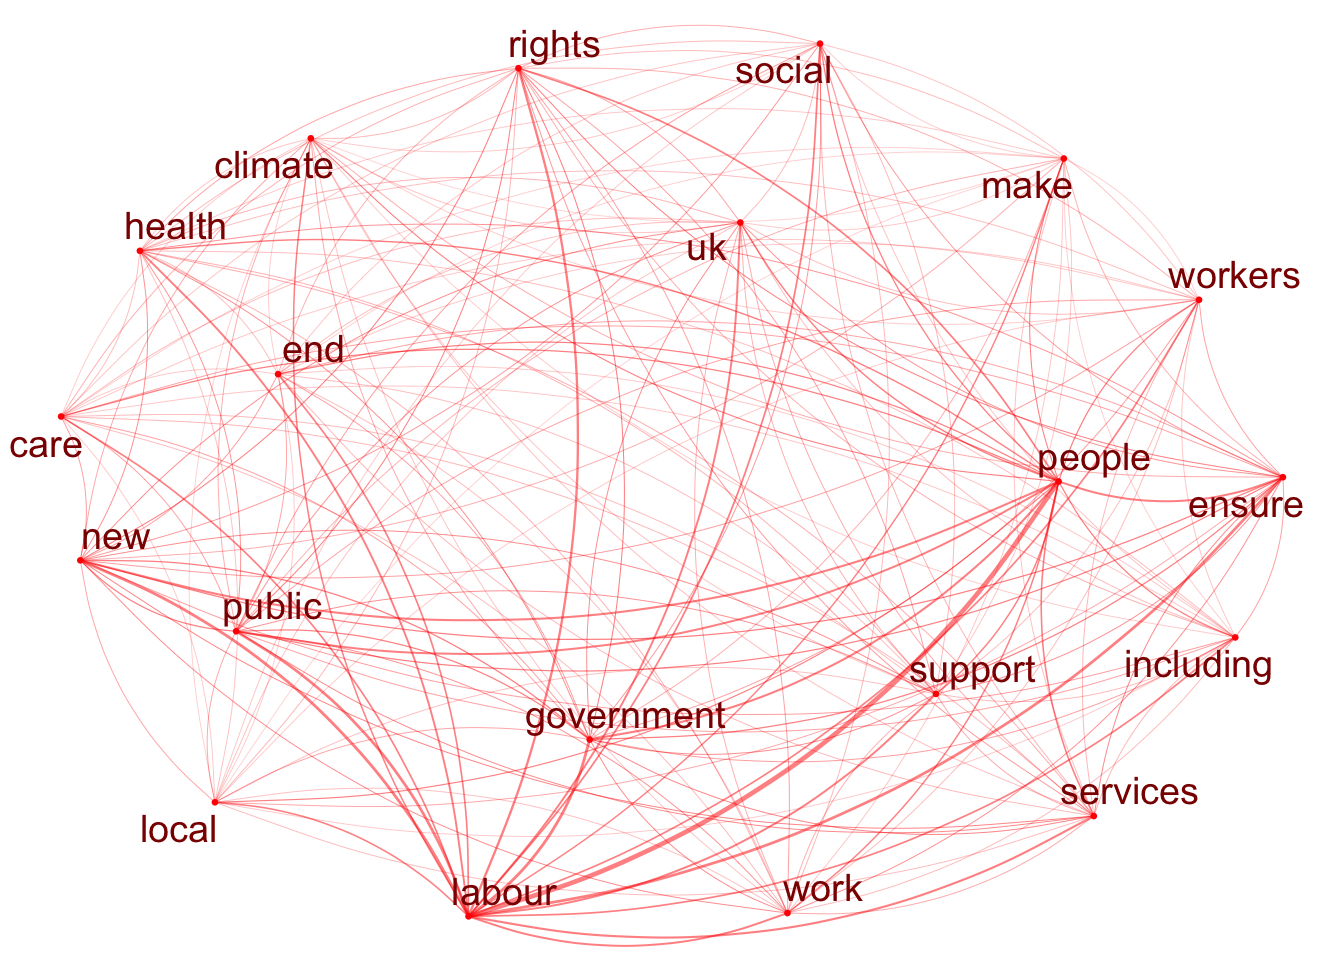 rights
social
climate
make
health
uk
workers
end
care
people
ensure
new
public
support
including
government
services
local
labour
work